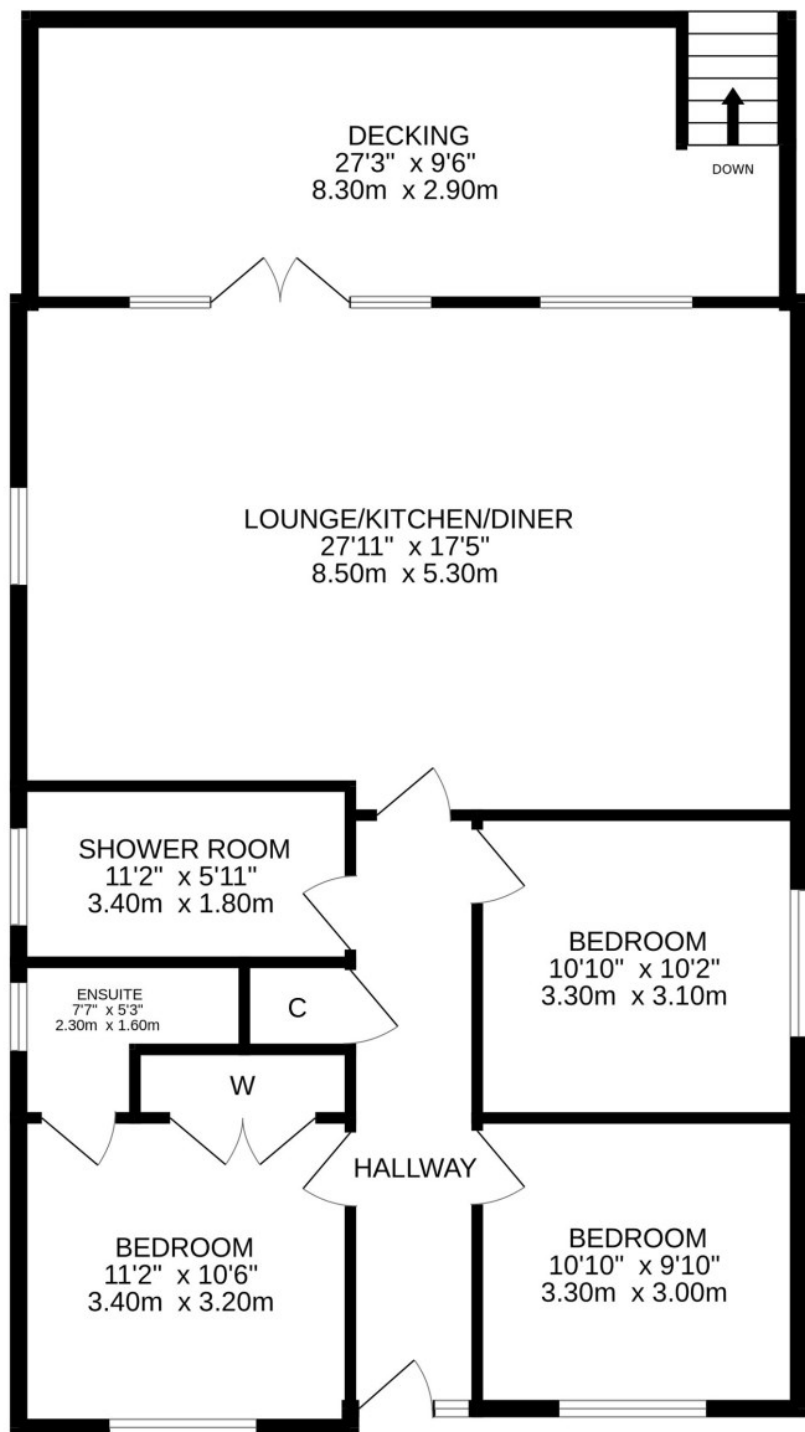 DECKING
27'3" x 9'6"
8.30m x 2.90m
DOWN
LOUNGE/KITCHEN/DINER
27'11" x 17'5"
8.50m x 5.30m
SHOWER ROOM
11'2" x 5'11"
3.40m x 1.80m
BEDROOM
10'10" x 10'2"
3.30m x 3.10m
ENSUITE
7'7" x 5'3"
2.30m x 1.60m
C
W
HALLWAY
BEDROOM
11'2" x 10'6"
3.40m x 3.20m
BEDROOM
10'10" x 9'10"
3.30m x 3.00m